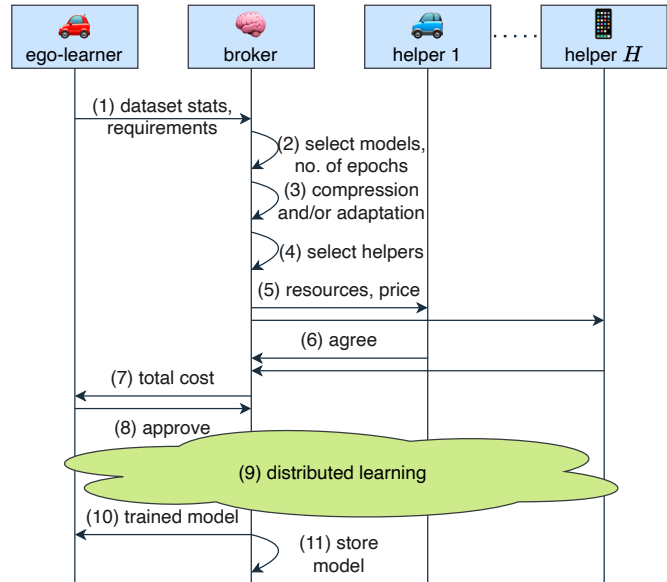 ego-learner
broker
helper 1
.....
helper H
(1) dataset stats,
requirements
(2) select models,
no. of epochs
(3) compression
and/or adaptation
(4) select helpers
(5) resources, price
(6) agree
(7) total cost
(8) approve
(9) distributed learning
(10) trained model
(11) store
model